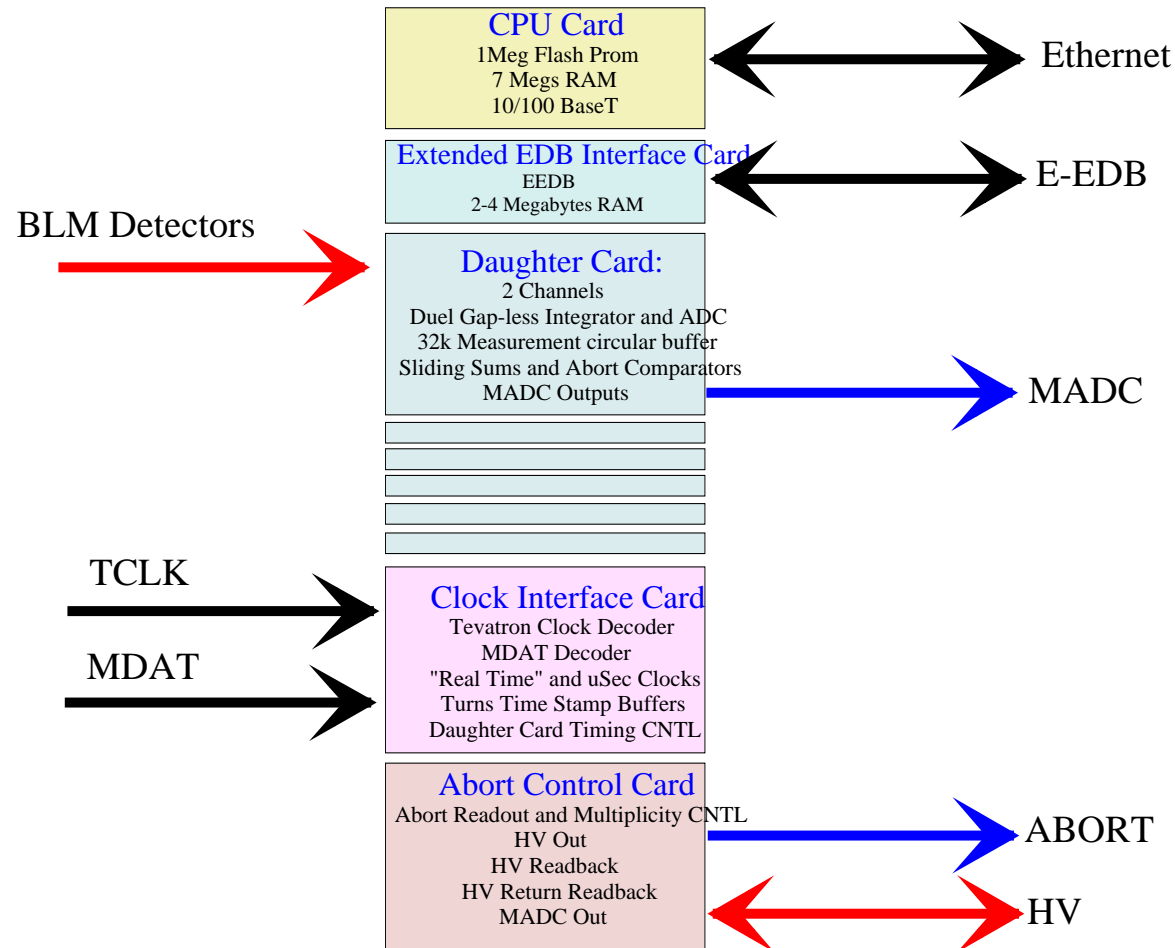 CPU Card
1Meg Flash Prom
7 Megs RAM
10/100 BaseT
Ethernet
Extended EDB Interface Card
EEDB
2-4 Megabytes RAM
E-EDB
BLM Detectors
Daughter Card:
2 Channels
Duel Gap-less Integrator and ADC
32k Measurement circular buffer
Sliding Sums and Abort Comparators
MADC Outputs
MADC
TCLK
MDAT
Clock Interface Card
Tevatron Clock Decoder
MDAT Decoder
"Real Time" and uSec Clocks
Turns Time Stamp Buffers
Daughter Card Timing CNTL
Abort Control Card
Abort Readout and Multiplicity CNTL
HV Out
HV Readback
HV Return Readback
MADC Out
ABORT
HV